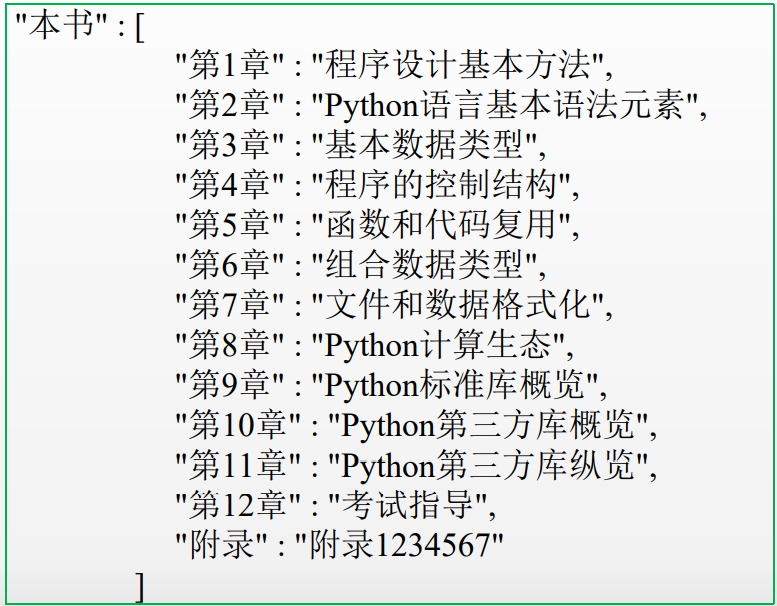 "本书" : [
"第1章" : "程序设计基本方法",
"第2章" : "Python语言基本语法元素",
"第3章" : "基本数据类型",
"第4章" : "程序的控制结构",
"第5章" : "函数和代码复用",
"第6章" : "组合数据类型",
"第7章" : "文件和数据格式化",
"第8章" : "Python计算生态",
"第9章" : "Python标准库概览",
"第10章" : "Python第三方库概览",
"第11章" : "Python第三方库纵览",
"第12章" : "考试指导",
"附录" : "附录1234567"
]